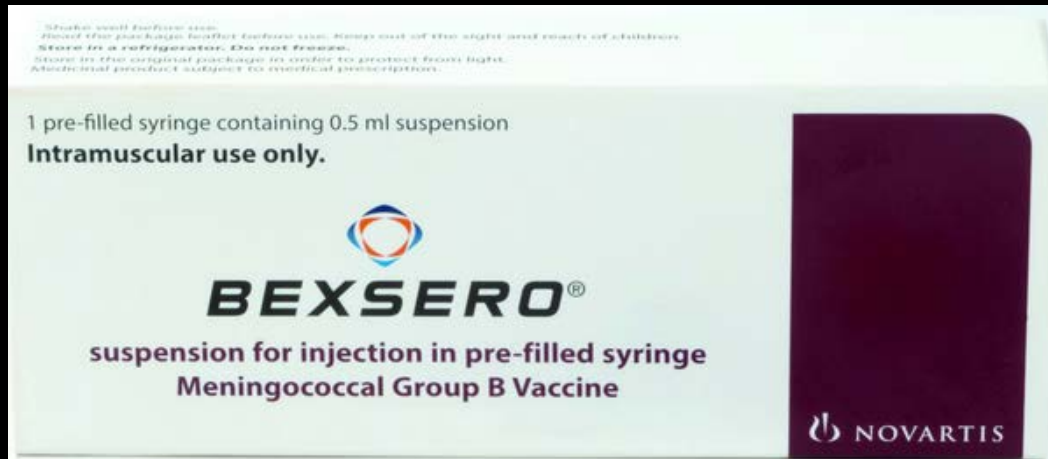 Shake well before use.
Read the package leaflet before use. Keep out of the sight and reach of children.
Store in a refrigerator. Do not freeze.
Store in the original package in order to protect from light.
Medicinal product subject to medical prescription.
1 pre-filled syringe containing 0.5 ml suspension
Intramuscular use only.
BEXSERO®
suspension for injection in pre-filled syringe
Meningococcal Group B Vaccine
NOVARTIS